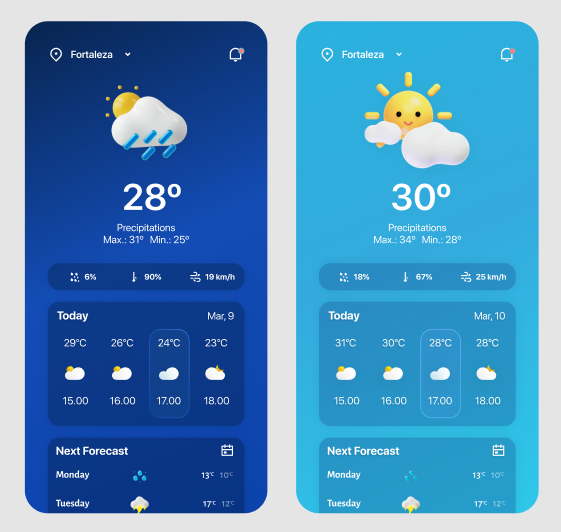 Fortaleza
28º
Precipitations
Max.: 31º Min.: 25º
6% 90% 19 km/h
Today Mar, 9
29°C 26°C 24°C 23°C
15.00 16.00 17.00 18.00
Next Forecast
Monday 13°C 10°C
Tuesday 17°C 12°C
Fortaleza
30º
Precipitations
Max.: 34º Min.: 28º
18% 67% 25 km/h
Today Mar, 10
31°C 30°C 28°C 28°C
15.00 16.00 17.00 18.00
Next Forecast
Monday 13°C 10°C
Tuesday 17°C 12°C